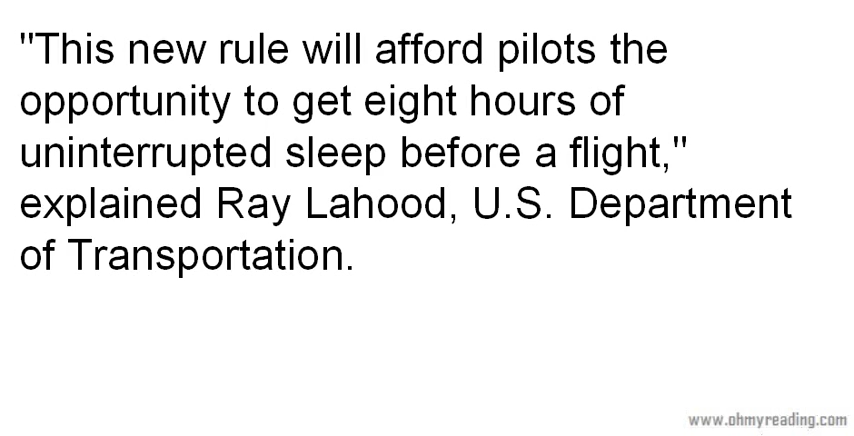 "This new rule will afford pilots the
opportunity to get eight hours of
uninterrupted sleep before a flight,"
explained Ray Lahood, U.S. Department
of Transportation.
www.ohmyreading.com